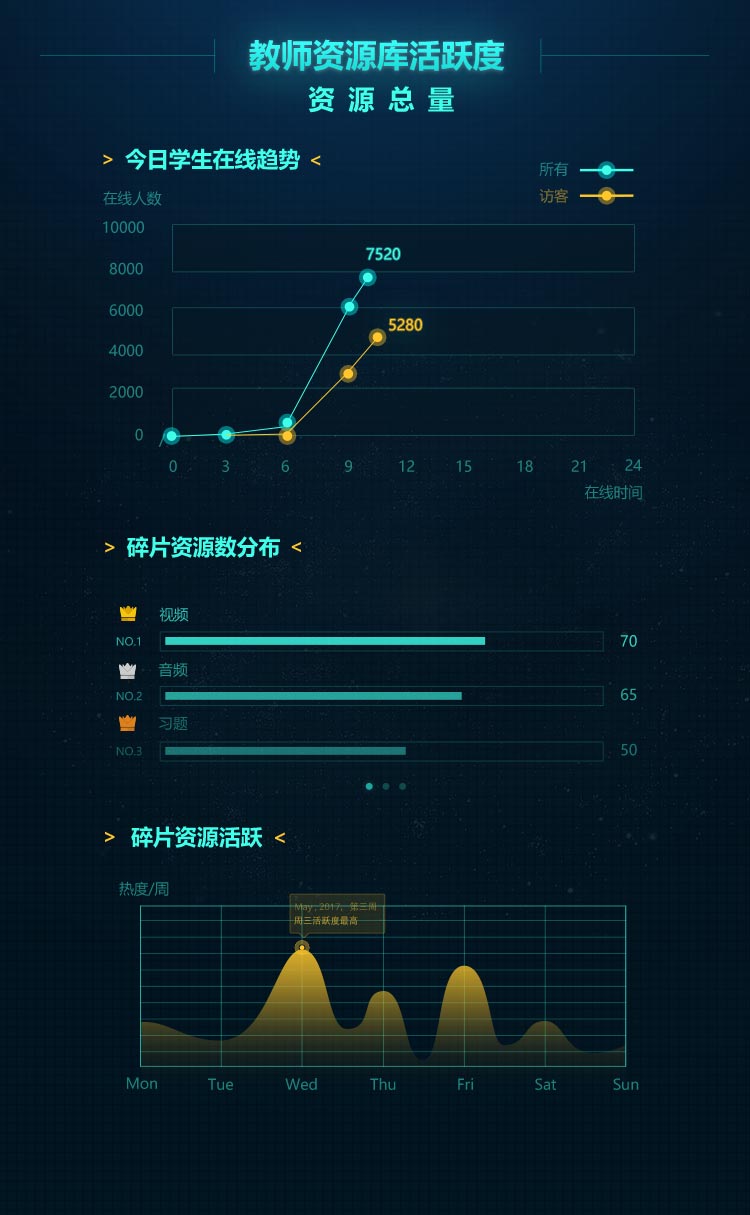 教师资源库活跃度
资源总量
> 今日学生在线趋势 <
所有
访客
在线人数
10000
8000
6000
4000
2000
0
7520
5280
0 3 6 9 12 15 18 21 24
在线时间
> 碎片资源数分布 <
视频
NO.1 70
音频
NO.2 65
习题
NO.3 50
> 碎片资源活跃 <
热度/周
May , 2017, 第三周
周三活跃度最高
Mon Tue Wed Thu Fri Sat Sun